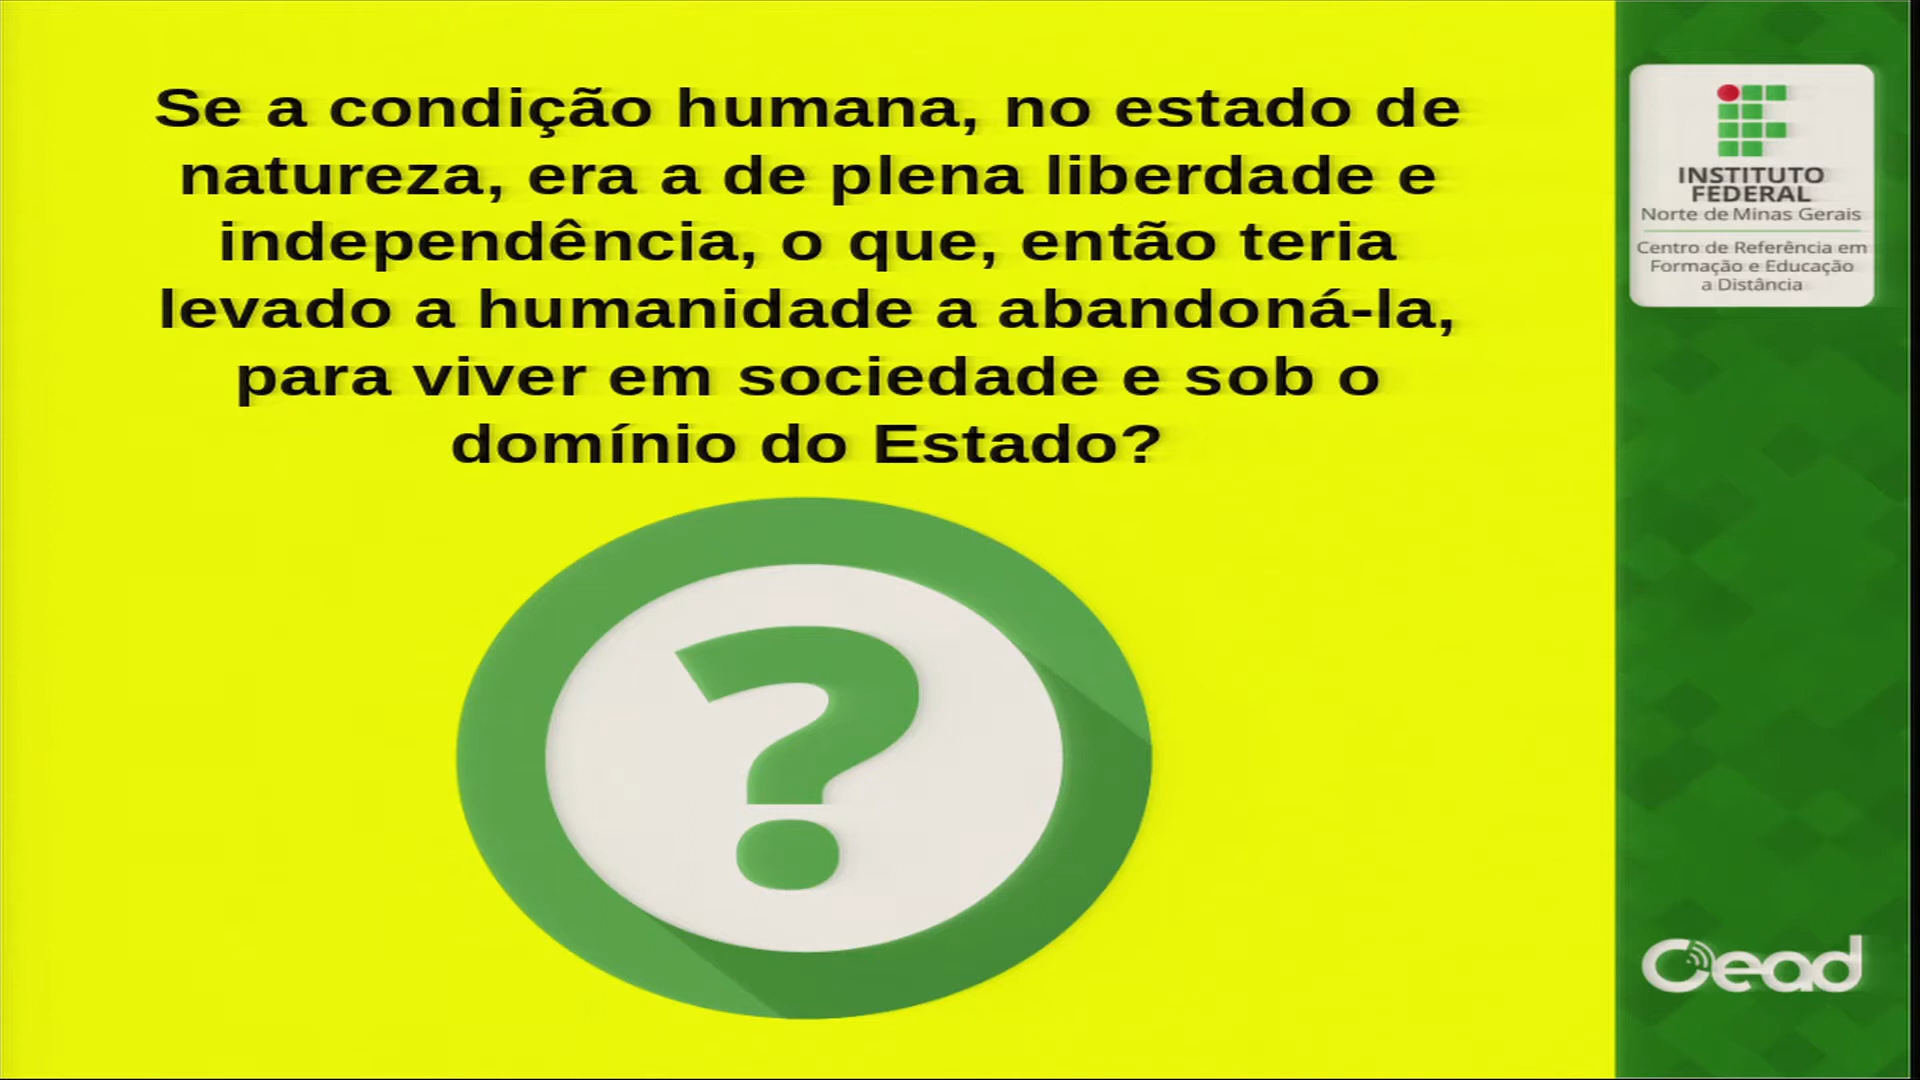 Se a condição humana, no estado de
natureza, era a de plena liberdade e
independência, o que, então teria
levado a humanidade a abandoná-la,
para viver em sociedade e sob o
domínio do Estado?
?
INSTITUTO
FEDERAL
Norte de Minas Gerais
Centro de Referência em
Formação e Educação
a Distância
Cead